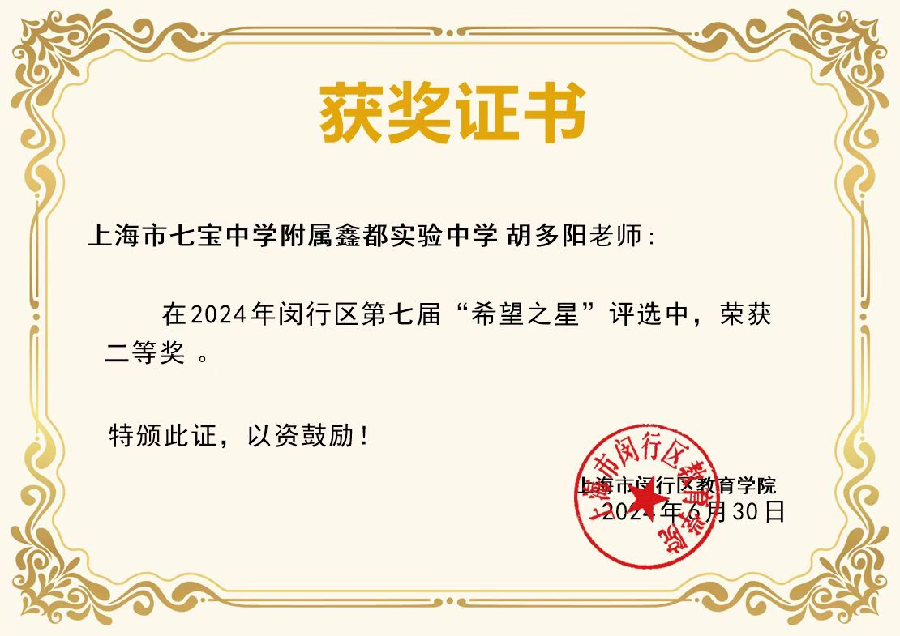 获奖证书
上海市七宝中学附属鑫都实验中学 胡多阳老师:
在2024年闵行区第七届“希望之星”评选中，荣获
二等奖 。
特颁此证，以资鼓励！
上海市闵行区教育学院
上海市闵行区教育学院
2024年6月30日